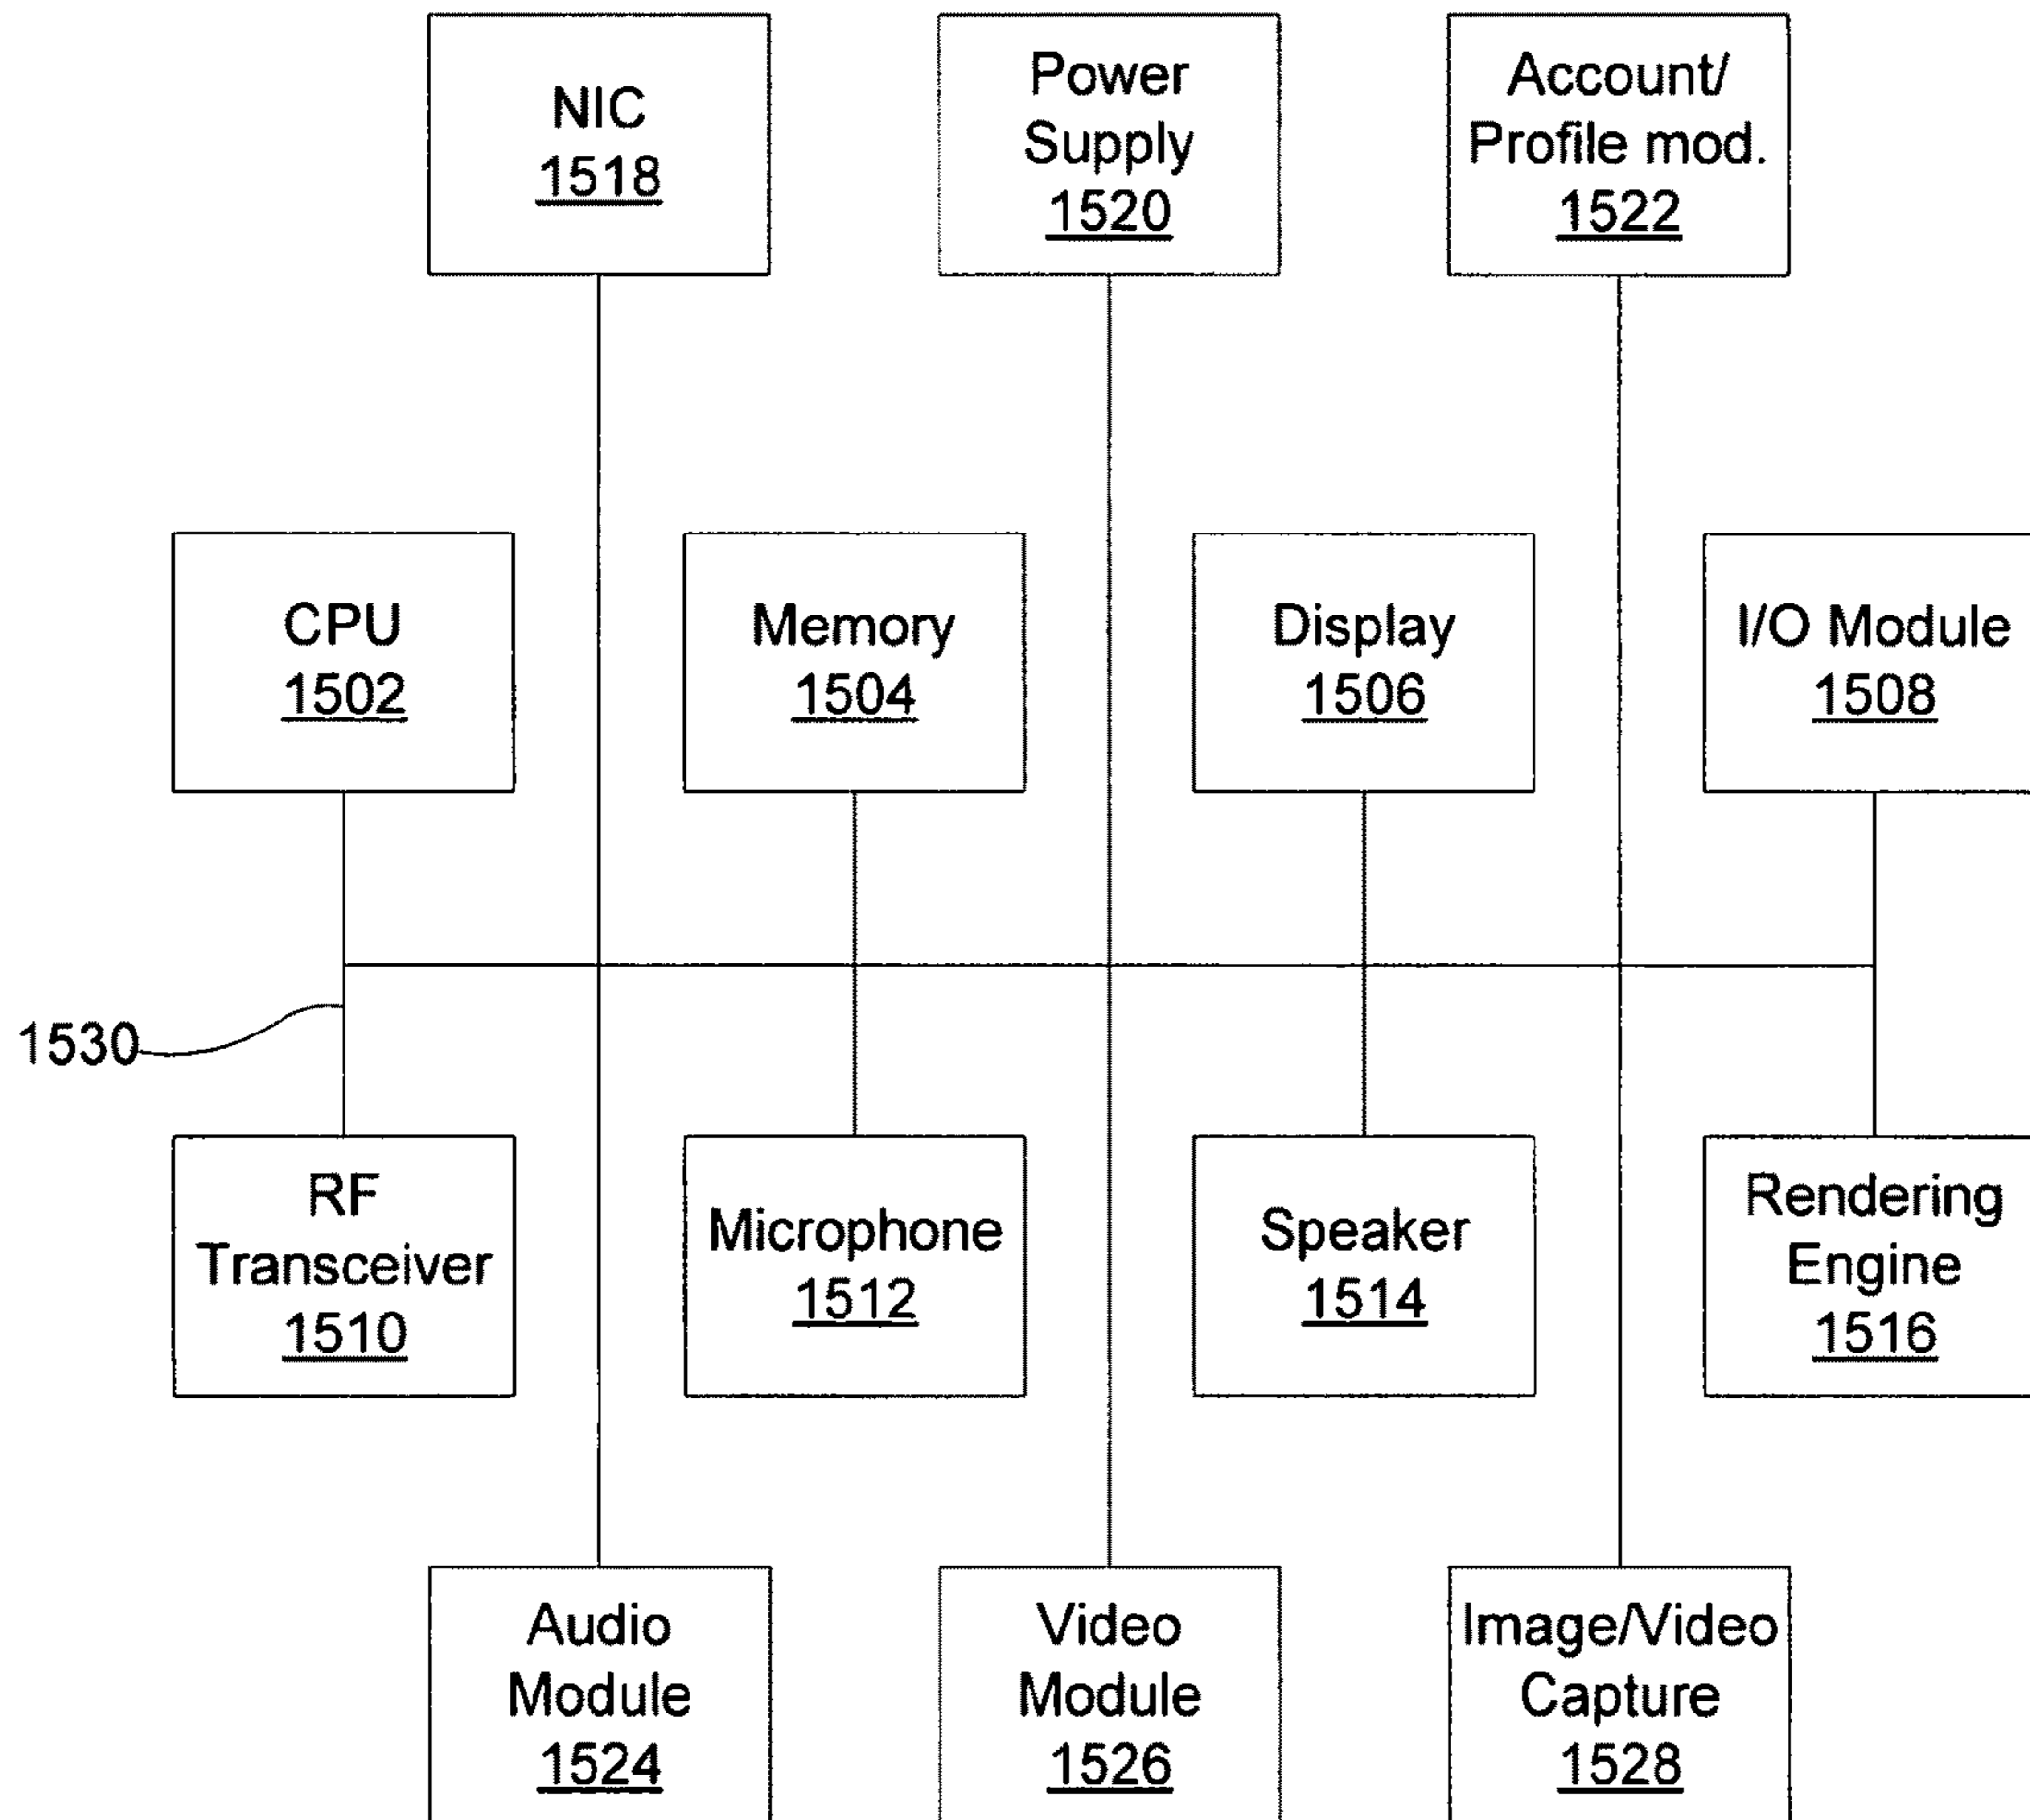 NIC
1518
Power
Supply
1520
Account/
Profile mod.
1522
CPU
1502
Memory
1504
Display
1506
I/O Module
1508
1530
RF
Transceiver
1510
Microphone
1512
Speaker
1514
Rendering
Engine
1516
Audio
Module
1524
Video
Module
1526
Image/Video
Capture
1528